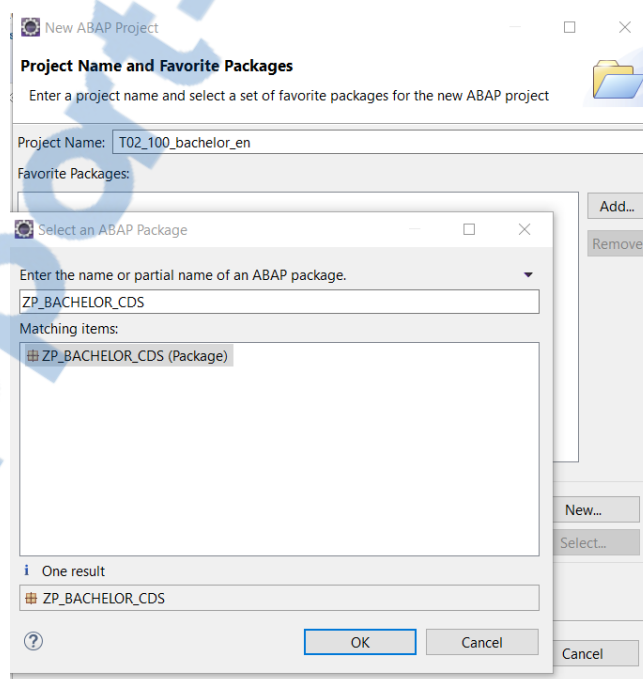 New ABAP Project
Project Name and Favorite Packages
Enter a project name and select a set of favorite packages for the new ABAP project
Project Name: T02_100_bachelor_en
Favorite Packages:
Add...
Remove
Select an ABAP Package
Enter the name or partial name of an ABAP package.
ZP_BACHELOR_CDS
Matching items:
ZP_BACHELOR_CDS (Package)
New...
Select...
i One result
ZP_BACHELOR_CDS
? OK Cancel
Cancel